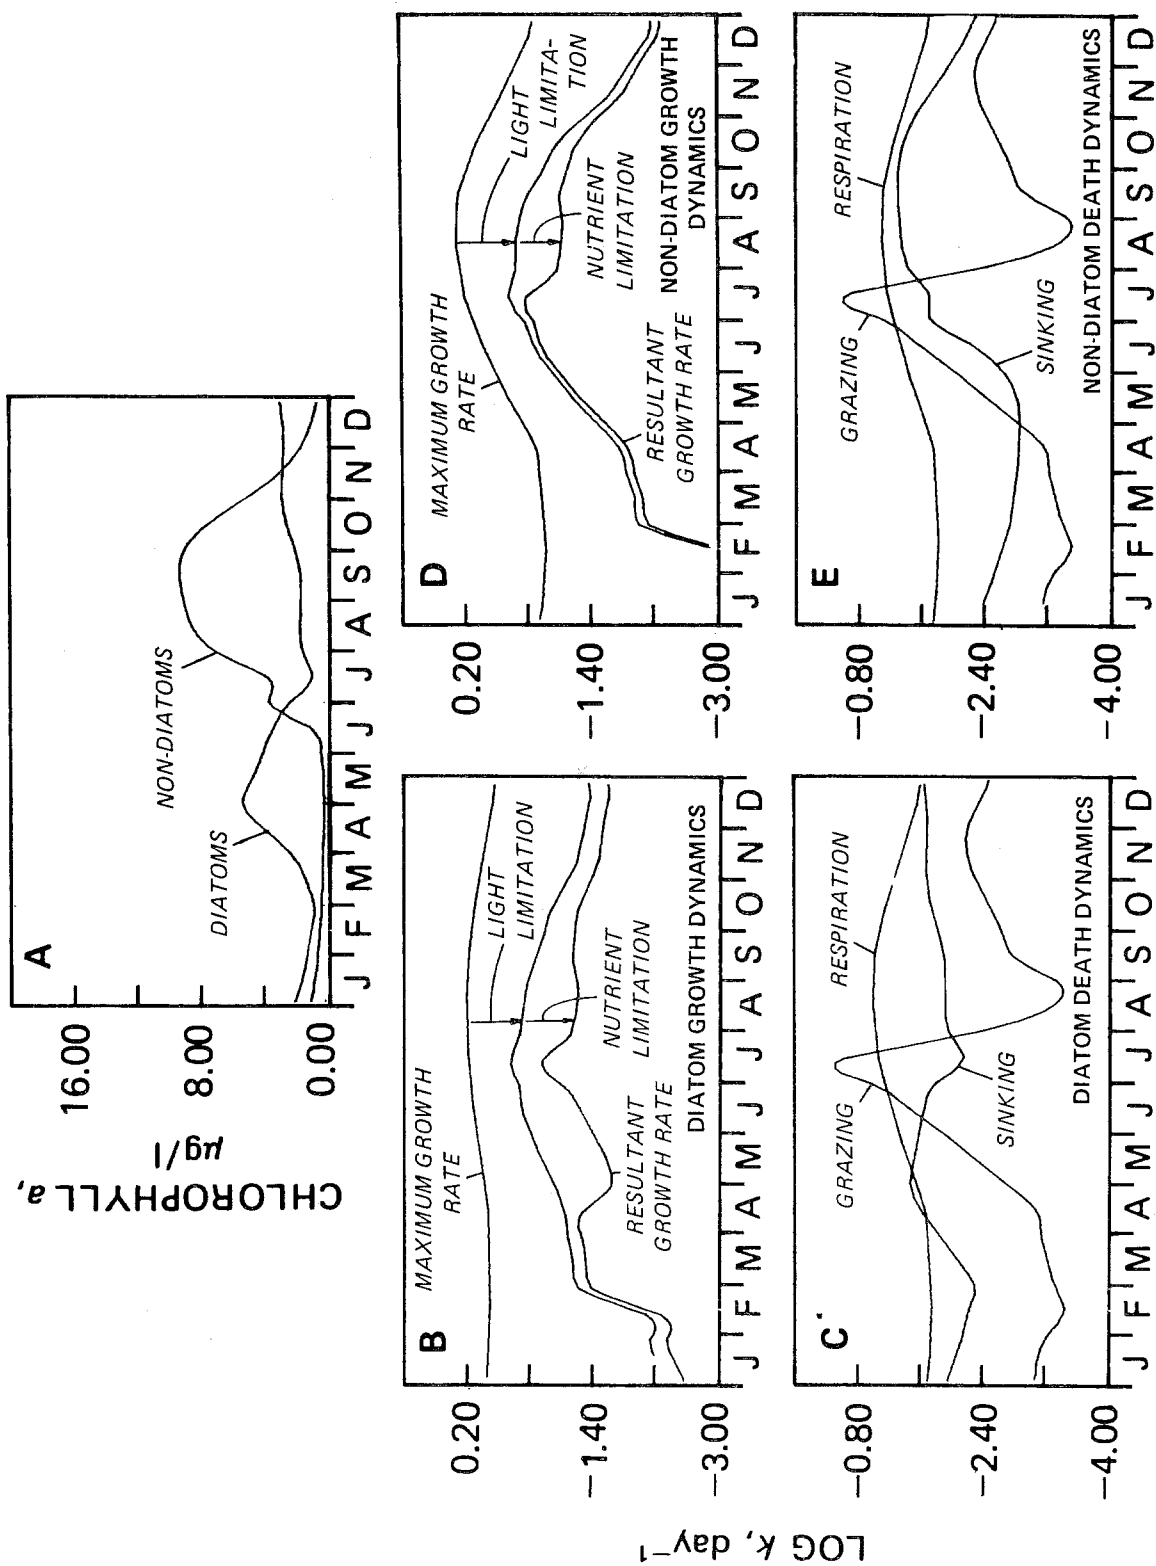 A
16.00
8.00
0.00
CHLOROPHYLL a,
µg/l
DIATOMS
NON-DIATOMS
J F M A M J J A S O N D
B
0.20
-1.40
-3.00
MAXIMUM GROWTH
RATE
LIGHT
LIMITATION
NUTRIENT
LIMITATION
RESULTANT
GROWTH RATE
DIATOM GROWTH DYNAMICS
J F M A M J J A S O N D
D
0.20
-1.40
-3.00
MAXIMUM GROWTH
RATE
LIGHT
LIMITA-
TION
NUTRIENT
LIMITATION
RESULTANT
GROWTH RATE
NON-DIATOM GROWTH
DYNAMICS
J F M A M J J A S O N D
LOG k, day⁻¹
C
-0.80
-2.40
-4.00
GRAZING
RESPIRATION
SINKING
DIATOM DEATH DYNAMICS
J F M A M J J A S O N D
E
-0.80
-2.40
-4.00
GRAZING
RESPIRATION
SINKING
NON-DIATOM DEATH DYNAMICS
J F M A M J J A S O N D